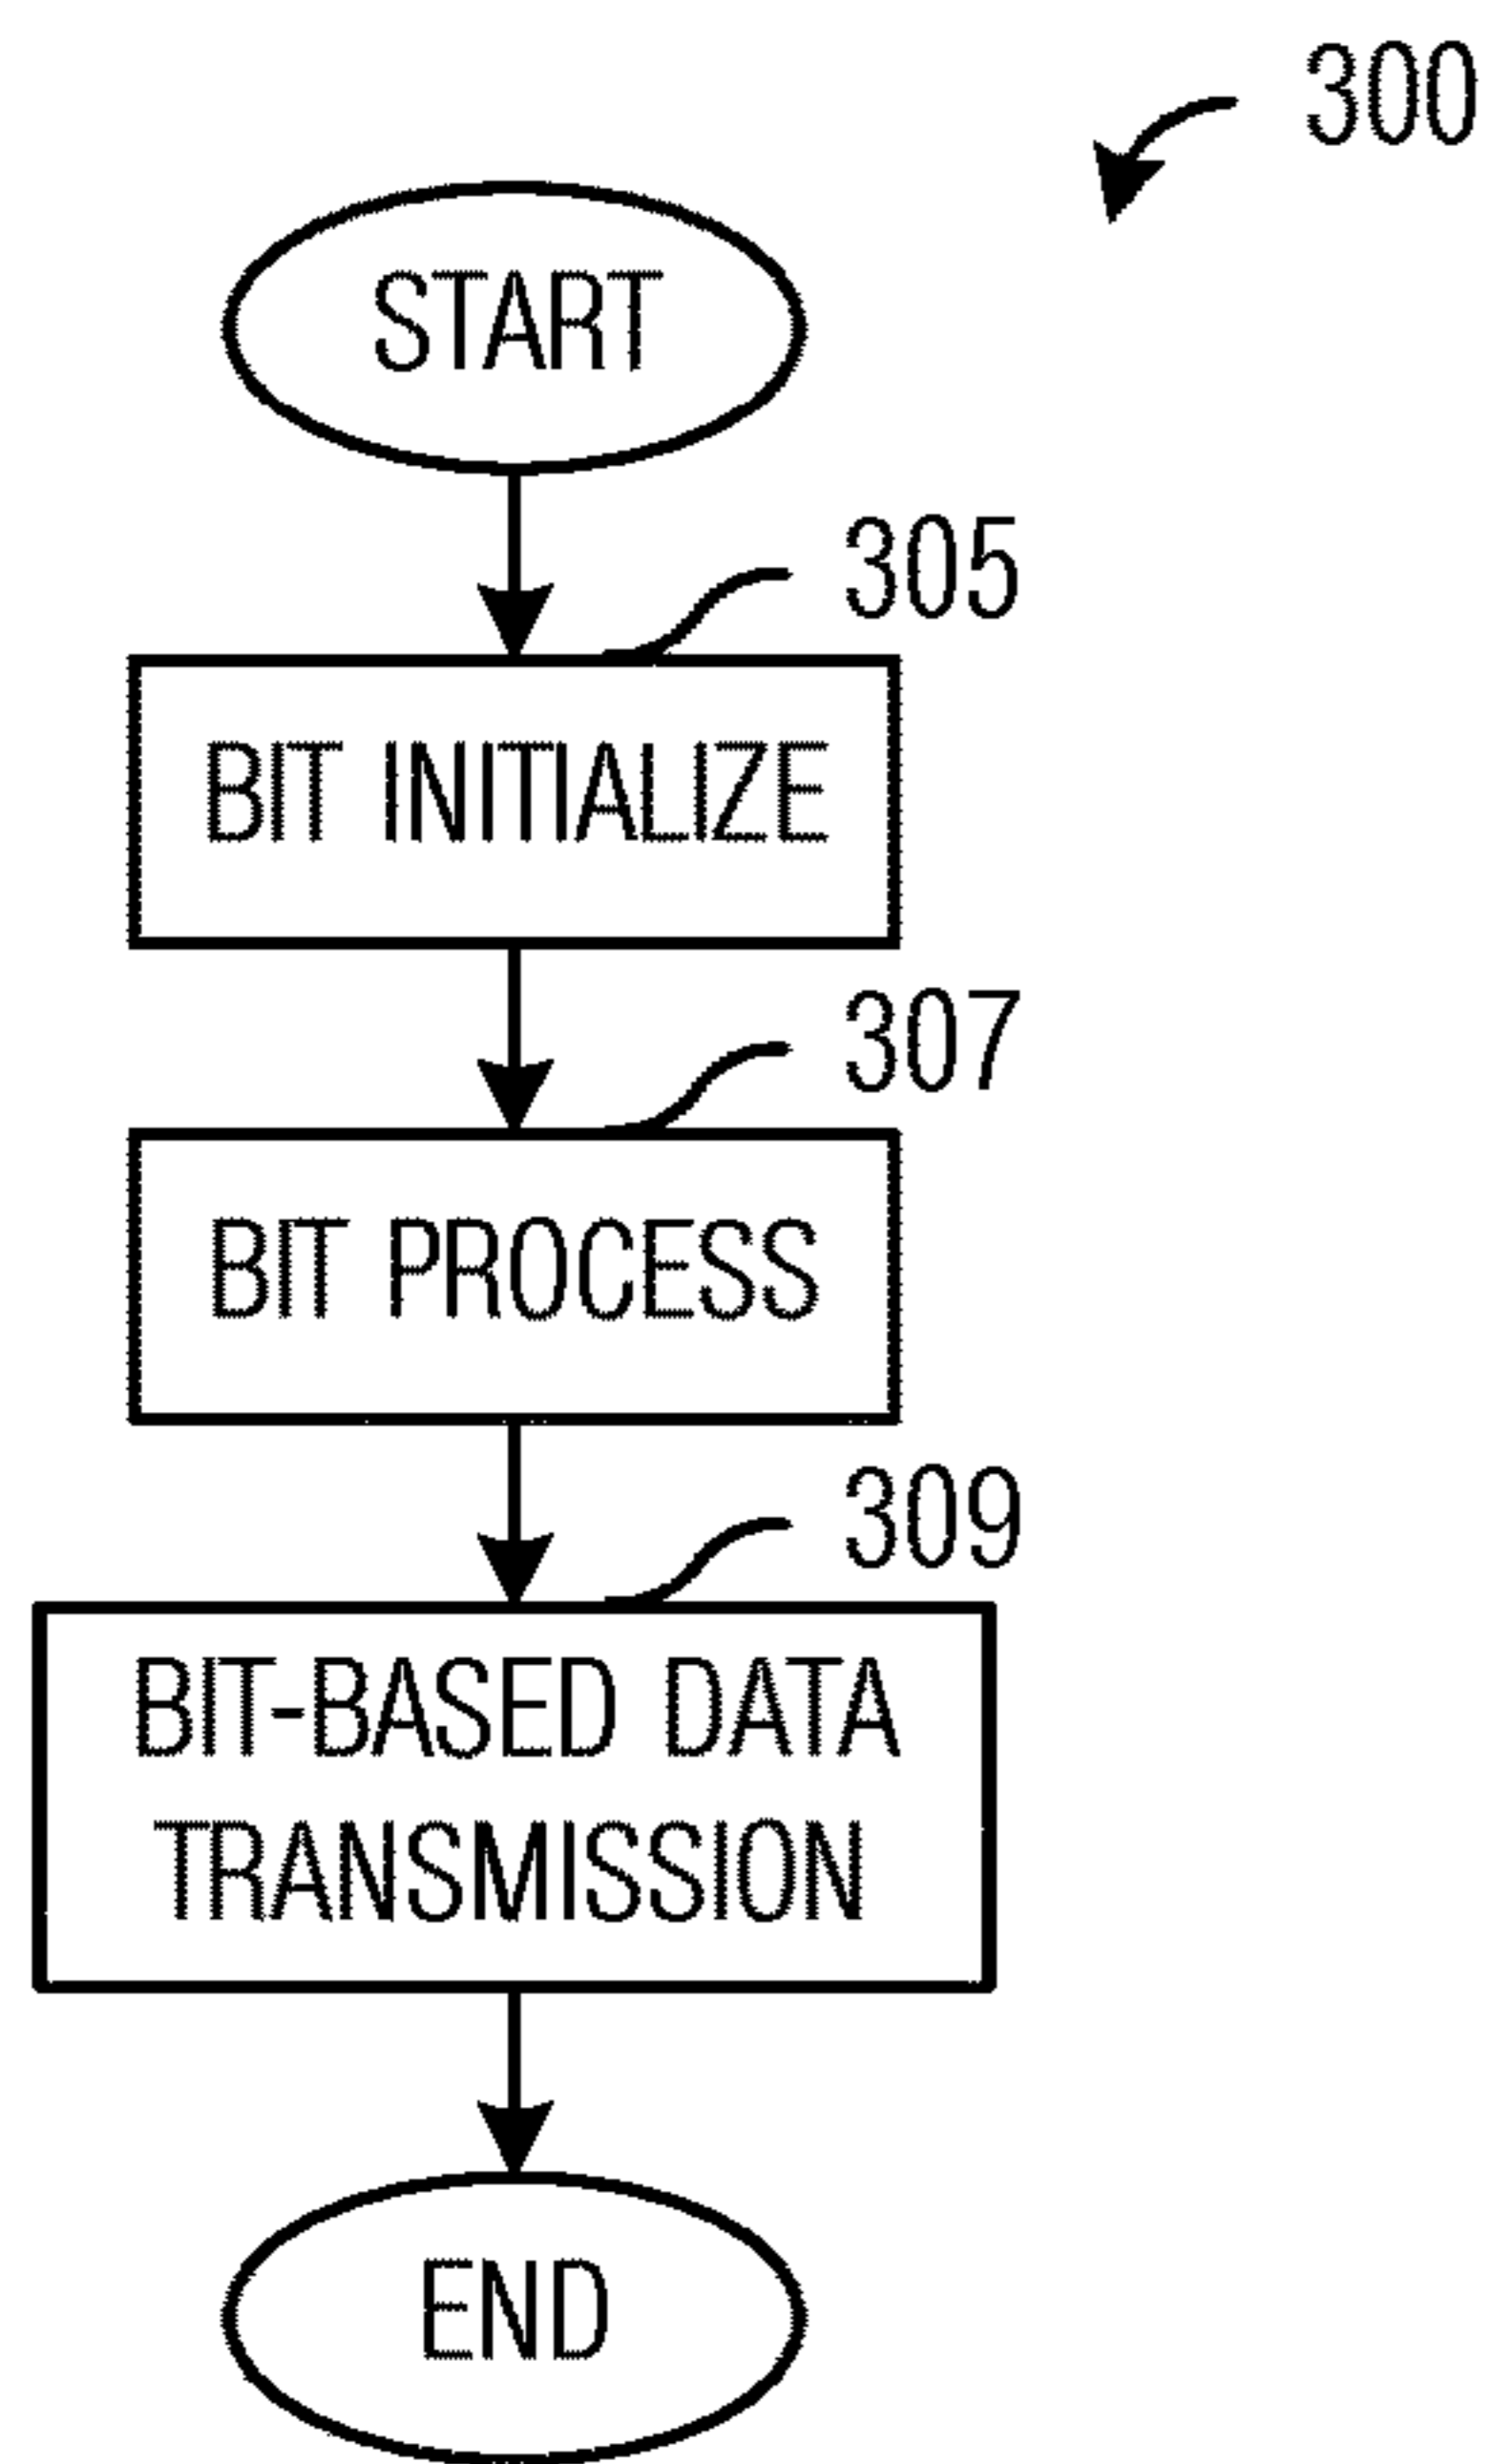 300
START
305
BIT INITIALIZE
307
BIT PROCESS
309
BIT-BASED DATA
TRANSMISSION
END